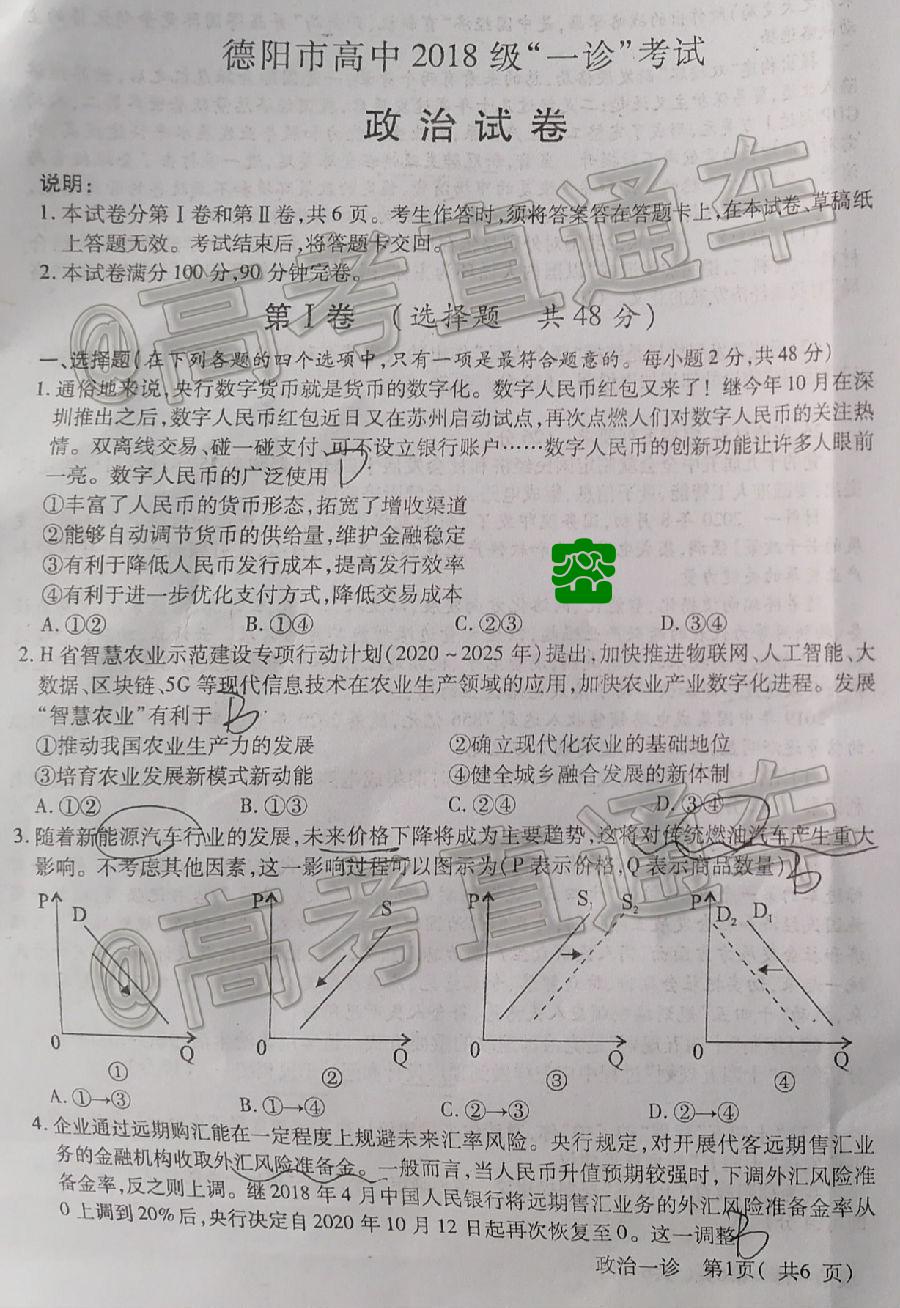 德阳市高中2018级“一诊”考试
政治试卷
说明：
1.本试卷分第Ⅰ卷和第Ⅱ卷,共6页。考生作答时,须将答案答在答题卡上,在本试卷、草稿纸
上答题无效。考试结束后,将答题卡交回。
2.本试卷满分100分,90分钟完卷。
第Ⅰ卷 (选择题 共48分)
一、选择题(在下列各题的四个选项中,只有一项是最符合题意的。每小题2分,共48分)
1.通俗地来说,央行数字货币就是货币的数字化。数字人民币红包又来了！继今年10月在深
圳推出之后,数字人民币红包近日又在苏州启动试点,再次点燃人们对数字人民币的关注热
情。双离线交易、碰一碰支付、可不设立银行账户……数字人民币的创新功能让许多人眼前
一亮。数字人民币的广泛使用 D
①丰富了人民币的货币形态,拓宽了增收渠道
②能够自动调节货币的供给量,维护金融稳定
③有利于降低人民币发行成本,提高发行效率
④有利于进一步优化支付方式,降低交易成本
A.①② B.①④ C.②③ D.③④
2.H省智慧农业示范建设专项行动计划(2020～2025年)提出,加快推进物联网、人工智能、大
数据、区块链、5G等现代信息技术在农业生产领域的应用,加快农业产业数字化进程。发展
“智慧农业”有利于 B
①推动我国农业生产力的发展 ②确立现代化农业的基础地位
③培育农业发展新模式新动能 ④健全城乡融合发展的新体制
A.①② B.①③ C.②④ D.③④
3.随着新能源汽车行业的发展,未来价格下降将成为主要趋势,这将对传统燃油汽车产生重大
影响。不考虑其他因素,这一影响过程可以图示为(P表示价格,Q表示商品数量) B
P D 0 Q ①
P S 0 Q ②
P S₁ S₂ 0 Q ③
P D₂ D₁ 0 Q ④
A.①→③ B.①→④ C.②→③ D.②→④
4.企业通过远期购汇能在一定程度上规避未来汇率风险。央行规定,对开展代客远期售汇业
务的金融机构收取外汇风险准备金。一般而言,当人民币升值预期较强时,下调外汇风险准
备金率,反之则上调。继2018年4月中国人民银行将远期售汇业务的外汇风险准备金率从
0上调到20%后,央行决定自2020年10月12日起再次恢复至0。这一调整 B
政治一诊 第1页(共6页)
@高考直通车
@高考直通车